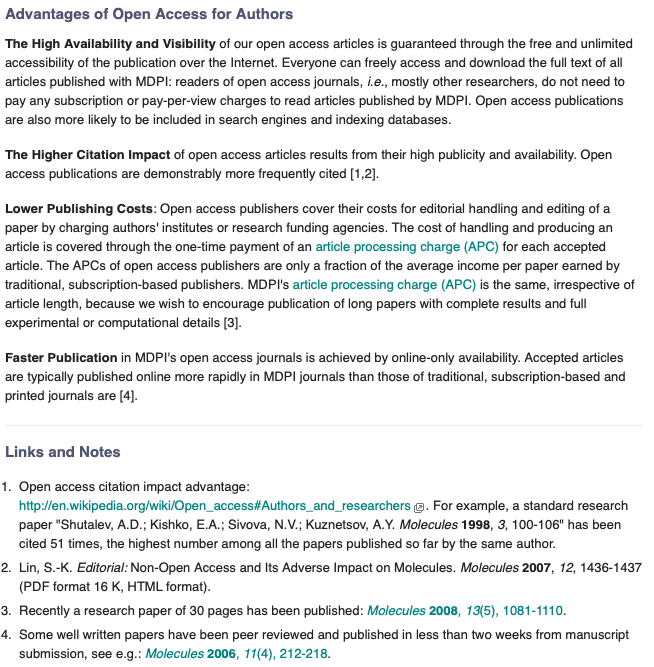 Advantages of Open Access for Authors
The High Availability and Visibility of our open access articles is guaranteed through the free and unlimited
accessibility of the publication over the Internet. Everyone can freely access and download the full text of all
articles published with MDPI: readers of open access journals, i.e., mostly other researchers, do not need to
pay any subscription or pay-per-view charges to read articles published by MDPI. Open access publications
are also more likely to be included in search engines and indexing databases.
The Higher Citation Impact of open access articles results from their high publicity and availability. Open
access publications are demonstrably more frequently cited [1,2].
Lower Publishing Costs: Open access publishers cover their costs for editorial handling and editing of a
paper by charging authors' institutes or research funding agencies. The cost of handling and producing an
article is covered through the one-time payment of an article processing charge (APC) for each accepted
article. The APCs of open access publishers are only a fraction of the average income per paper earned by
traditional, subscription-based publishers. MDPI's article processing charge (APC) is the same, irrespective of
article length, because we wish to encourage publication of long papers with complete results and full
experimental or computational details [3].
Faster Publication in MDPI's open access journals is achieved by online-only availability. Accepted articles
are typically published online more rapidly in MDPI journals than those of traditional, subscription-based and
printed journals are [4].
Links and Notes
1. Open access citation impact advantage:
http://en.wikipedia.org/wiki/Open_access#Authors_and_researchers . For example, a standard research
paper "Shutalev, A.D.; Kishko, E.A.; Sivova, N.V.; Kuznetsov, A.Y. Molecules 1998, 3, 100-106" has been
cited 51 times, the highest number among all the papers published so far by the same author.
2. Lin, S.-K. Editorial: Non-Open Access and Its Adverse Impact on Molecules. Molecules 2007, 12, 1436-1437
(PDF format 16 K, HTML format).
3. Recently a research paper of 30 pages has been published: Molecules 2008, 13(5), 1081-1110.
4. Some well written papers have been peer reviewed and published in less than two weeks from manuscript
submission, see e.g.: Molecules 2006, 11(4), 212-218.